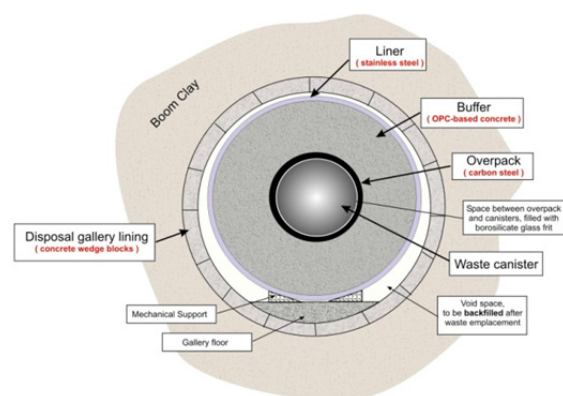 Liner
( stainless steel )
Boom Clay
Buffer
( OPC-based concrete )
Overpack
( carbon steel )
Space between overpack
and canisters, filled with
borosilicate glass frit
Disposal gallery lining
( concrete wedge blocks )
Waste canister
Mechanical Support
Void space,
to be backfilled after
waste emplacement
Gallery floor